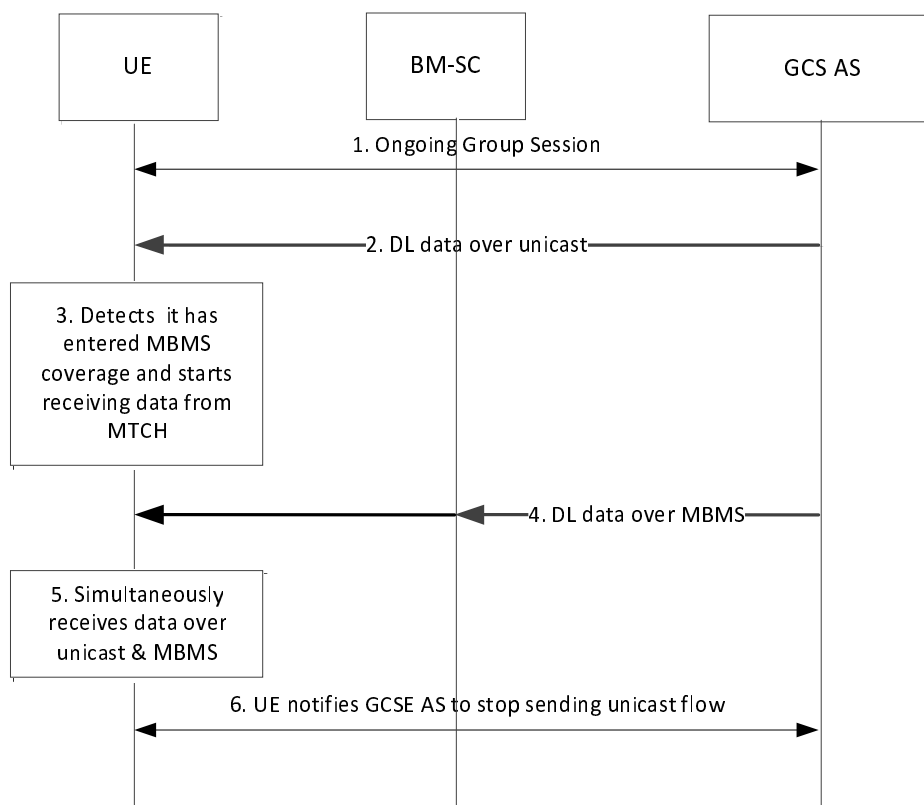 UE
BM-SC
GCS AS
1. Ongoing Group Session
2. DL data over unicast
3. Detects it has
entered MBMS
coverage and starts
receiving data from
MTCH
4. DL data over MBMS
5. Simultaneously
receives data over
unicast & MBMS
6. UE notifies GCSE AS to stop sending unicast flow